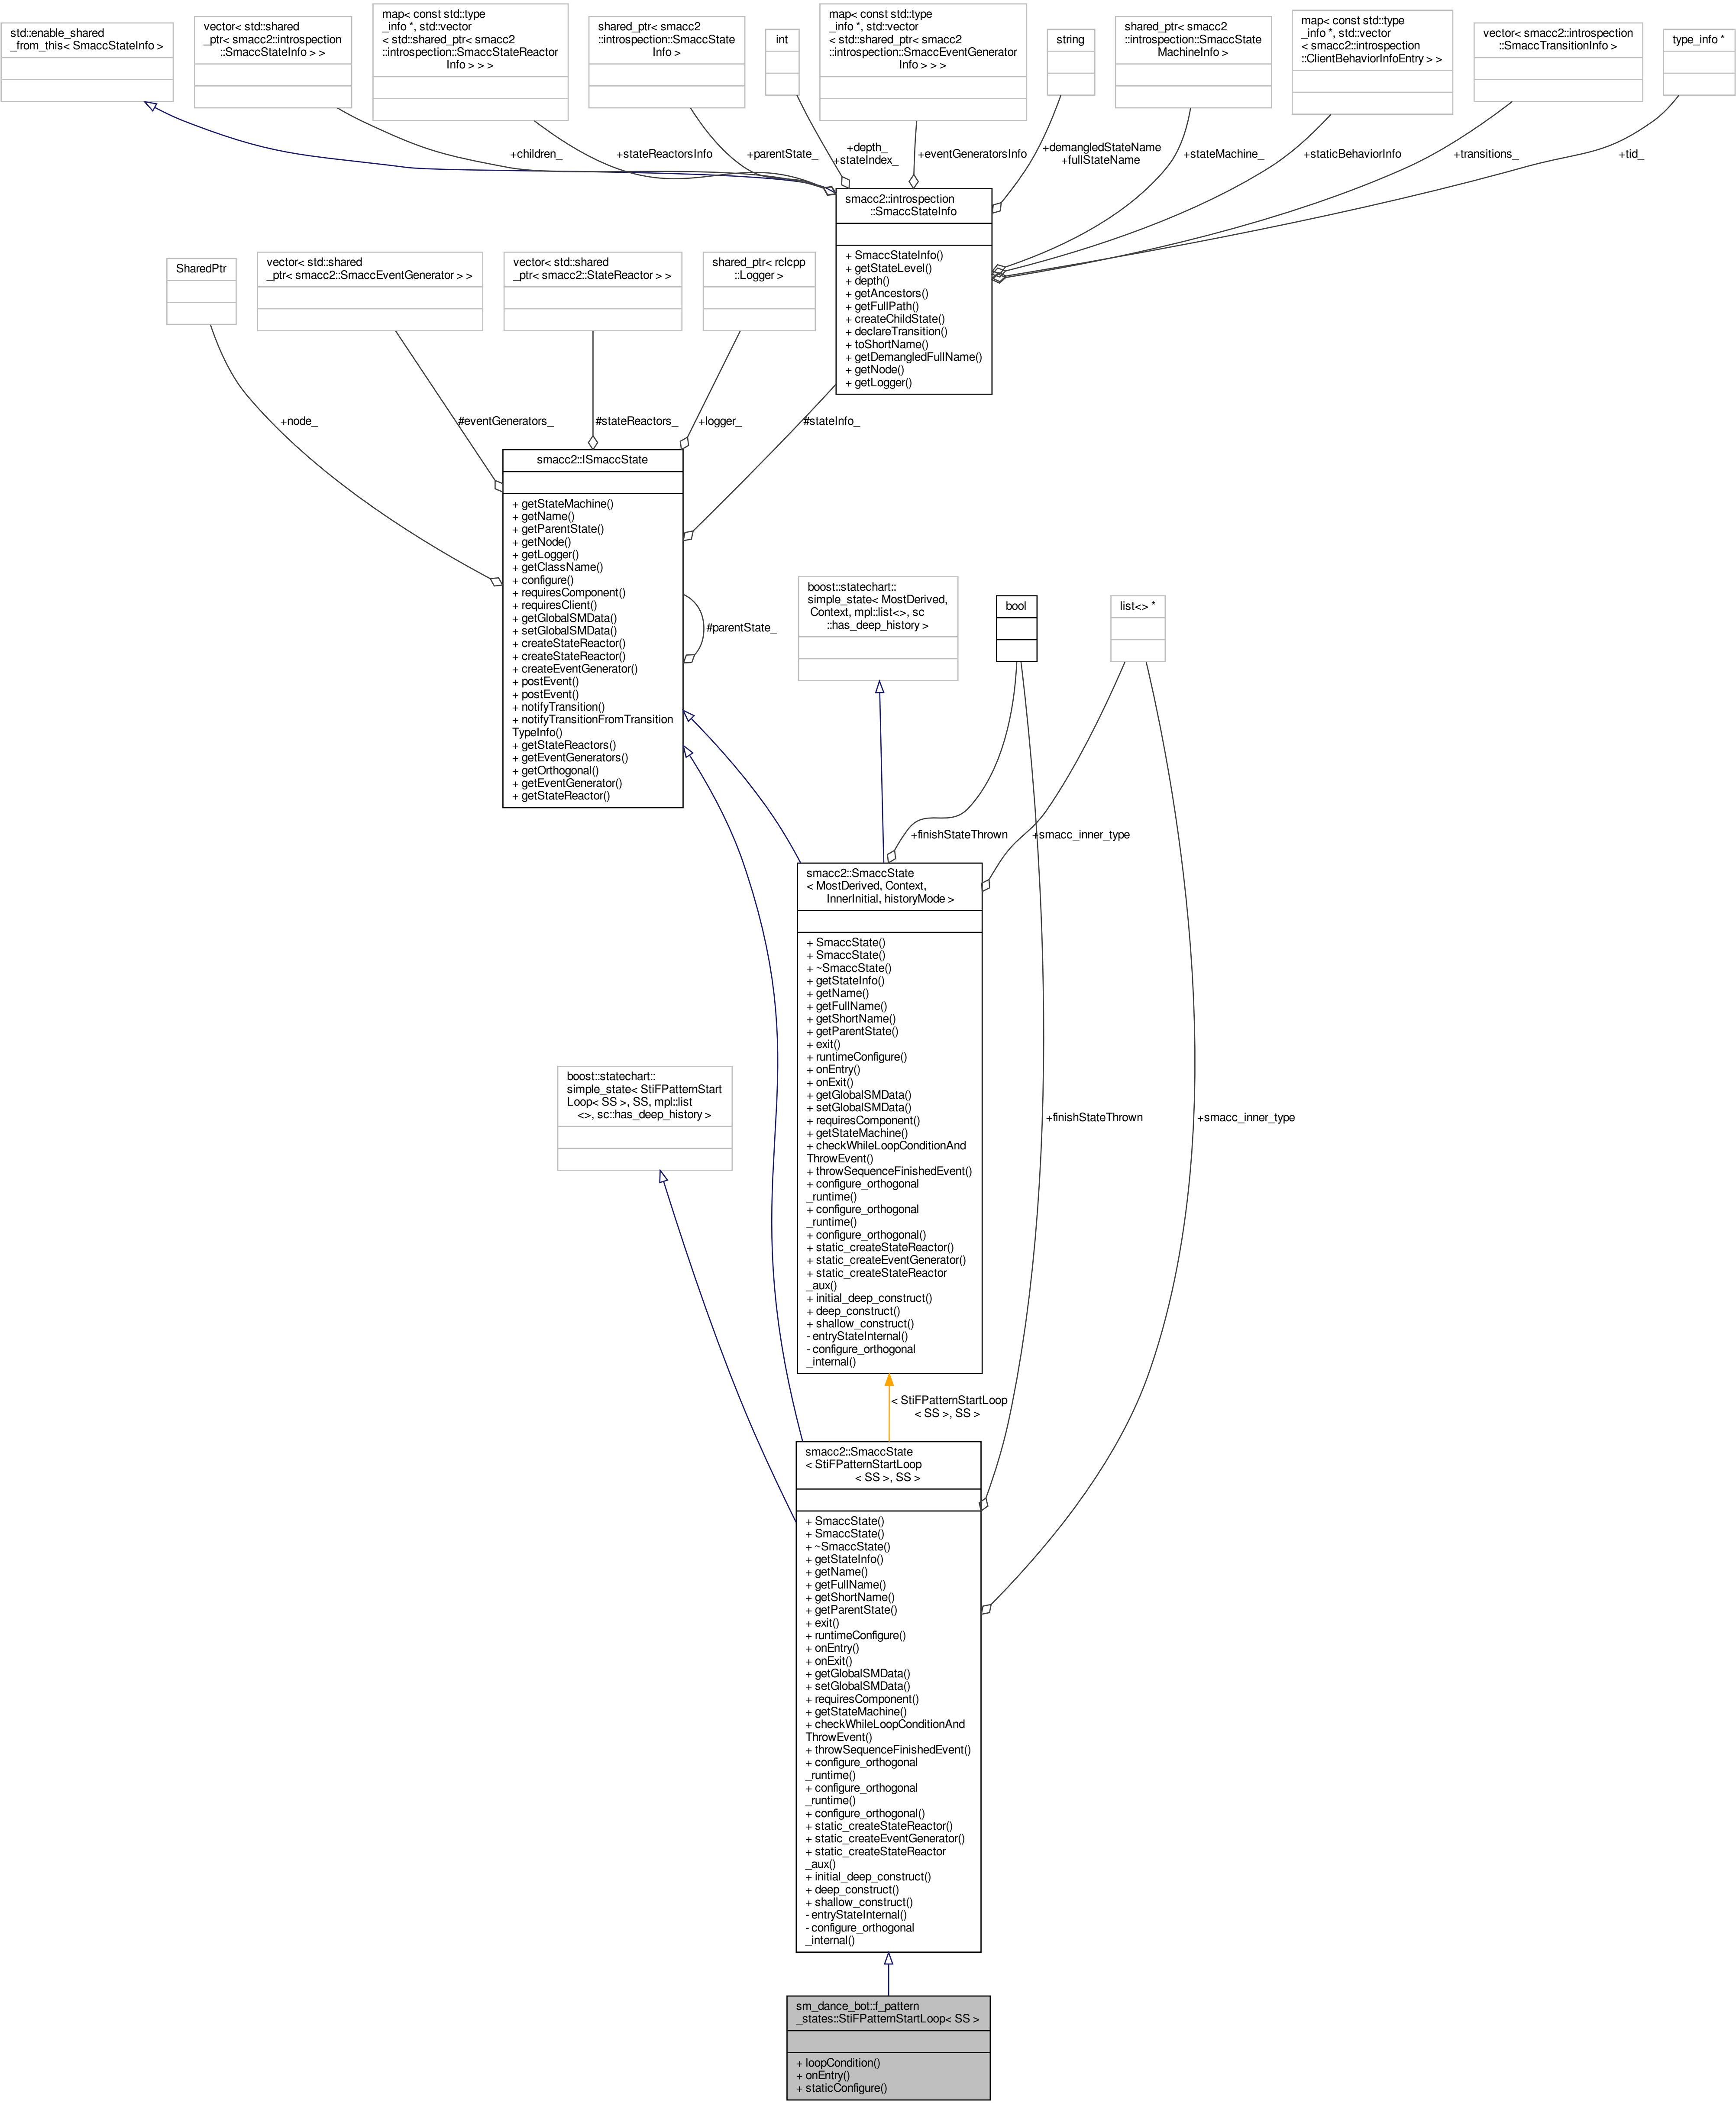 std::enable_shared
_from_this< SmaccStateInfo >
vector< std::shared
_ptr< smacc2::introspection
::SmaccStateInfo > >
map< const std::type
_info *, std::vector
< std::shared_ptr< smacc2
::introspection::SmaccStateReactor
Info > > >
shared_ptr< smacc2
::introspection::SmaccState
Info >
int
map< const std::type
_info *, std::vector
< std::shared_ptr< smacc2
::introspection::SmaccEventGenerator
Info > > >
string
shared_ptr< smacc2
::introspection::SmaccState
MachineInfo >
map< const std::type
_info *, std::vector
< smacc2::introspection
::ClientBehaviorInfoEntry > >
vector< smacc2::introspection
::SmaccTransitionInfo >
type_info *
+children_
+stateReactorsInfo
+parentState_
+depth_
+stateIndex_
+eventGeneratorsInfo
+demangledStateName
+fullStateName
+stateMachine_
+staticBehaviorInfo
+transitions_
+tid_
smacc2::introspection
::SmaccStateInfo
+ SmaccStateInfo()
+ getStateLevel()
+ depth()
+ getAncestors()
+ getFullPath()
+ createChildState()
+ declareTransition()
+ toShortName()
+ getDemangledFullName()
+ getNode()
+ getLogger()
SharedPtr
vector< std::shared
_ptr< smacc2::SmaccEventGenerator > >
vector< std::shared
_ptr< smacc2::StateReactor > >
shared_ptr< rclcpp
::Logger >
+node_
#eventGenerators_
#stateReactors_
+logger_
#stateInfo_
smacc2::ISmaccState
+ getStateMachine()
+ getName()
+ getParentState()
+ getNode()
+ getLogger()
+ getClassName()
+ configure()
+ requiresComponent()
+ requiresClient()
+ getGlobalSMData()
+ setGlobalSMData()
+ createStateReactor()
+ createStateReactor()
+ createEventGenerator()
+ postEvent()
+ postEvent()
+ notifyTransition()
+ notifyTransitionFromTransition
TypeInfo()
+ getStateReactors()
+ getEventGenerators()
+ getOrthogonal()
+ getEventGenerator()
+ getStateReactor()
#parentState_
boost::statechart::
simple_state< MostDerived,
Context, mpl::list<>, sc
::has_deep_history >
bool
list<> *
+finishStateThrown
+smacc_inner_type
smacc2::SmaccState
< MostDerived, Context,
InnerInitial, historyMode >
+ SmaccState()
+ SmaccState()
+ ~SmaccState()
+ getStateInfo()
+ getName()
+ getFullName()
+ getShortName()
+ getParentState()
+ exit()
+ runtimeConfigure()
+ onEntry()
+ onExit()
+ getGlobalSMData()
+ setGlobalSMData()
+ requiresComponent()
+ getStateMachine()
+ checkWhileLoopConditionAnd
ThrowEvent()
+ throwSequenceFinishedEvent()
+ configure_orthogonal
_runtime()
+ configure_orthogonal
_runtime()
+ configure_orthogonal()
+ static_createStateReactor()
+ static_createEventGenerator()
+ static_createStateReactor
_aux()
+ initial_deep_construct()
+ deep_construct()
+ shallow_construct()
- entryStateInternal()
- configure_orthogonal
_internal()
boost::statechart::
simple_state< StiFPatternStart
Loop< SS >, SS, mpl::list
<>, sc::has_deep_history >
+finishStateThrown
+smacc_inner_type
< StiFPatternStartLoop
< SS >, SS >
smacc2::SmaccState
< StiFPatternStartLoop
< SS >, SS >
+ SmaccState()
+ SmaccState()
+ ~SmaccState()
+ getStateInfo()
+ getName()
+ getFullName()
+ getShortName()
+ getParentState()
+ exit()
+ runtimeConfigure()
+ onEntry()
+ onExit()
+ getGlobalSMData()
+ setGlobalSMData()
+ requiresComponent()
+ getStateMachine()
+ checkWhileLoopConditionAnd
ThrowEvent()
+ throwSequenceFinishedEvent()
+ configure_orthogonal
_runtime()
+ configure_orthogonal
_runtime()
+ configure_orthogonal()
+ static_createStateReactor()
+ static_createEventGenerator()
+ static_createStateReactor
_aux()
+ initial_deep_construct()
+ deep_construct()
+ shallow_construct()
- entryStateInternal()
- configure_orthogonal
_internal()
sm_dance_bot::f_pattern
_states::StiFPatternStartLoop< SS >
+ loopCondition()
+ onEntry()
+ staticConfigure()